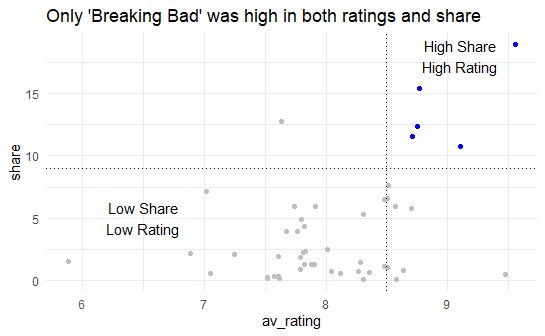 Only 'Breaking Bad' was high in both ratings and share
High Share
High Rating
15
10
share
Low Share
Low Rating
5
0
6 7 8 9
av_rating